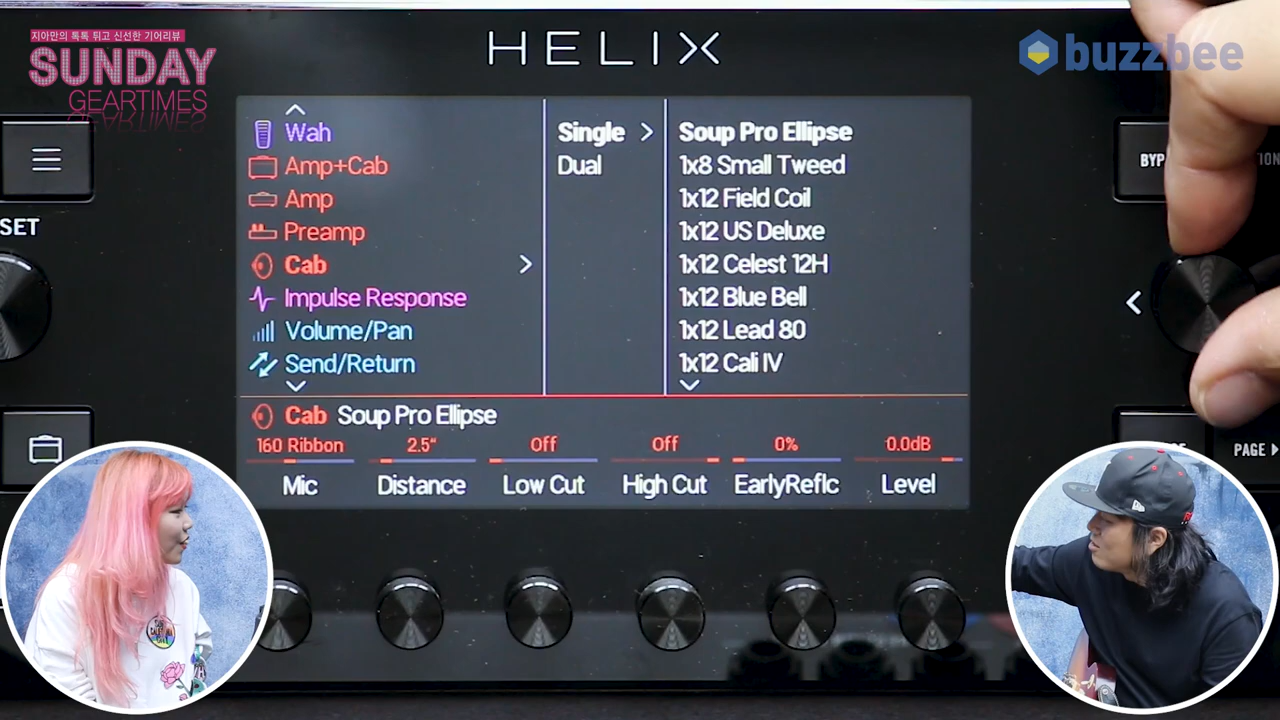 지아만의 톡톡 튀고 신선한 기어리뷰
SUNDAY
GEARTIMES
HELIX
buzzbee
SET
Wah
Amp+Cab
Amp
Preamp
Cab
Impulse Response
Volume/Pan
Send/Return
Single
Dual
Soup Pro Ellipse
1x8 Small Tweed
1x12 Field Coil
1x12 US Deluxe
1x12 Celest 12H
1x12 Blue Bell
1x12 Lead 80
1x12 Cali IV
BYP
PAGE
Cab Soup Pro Ellipse
160 Ribbon 2.5" Off Off 0% 0.0dB
Mic Distance Low Cut High Cut EarlyReflc Level